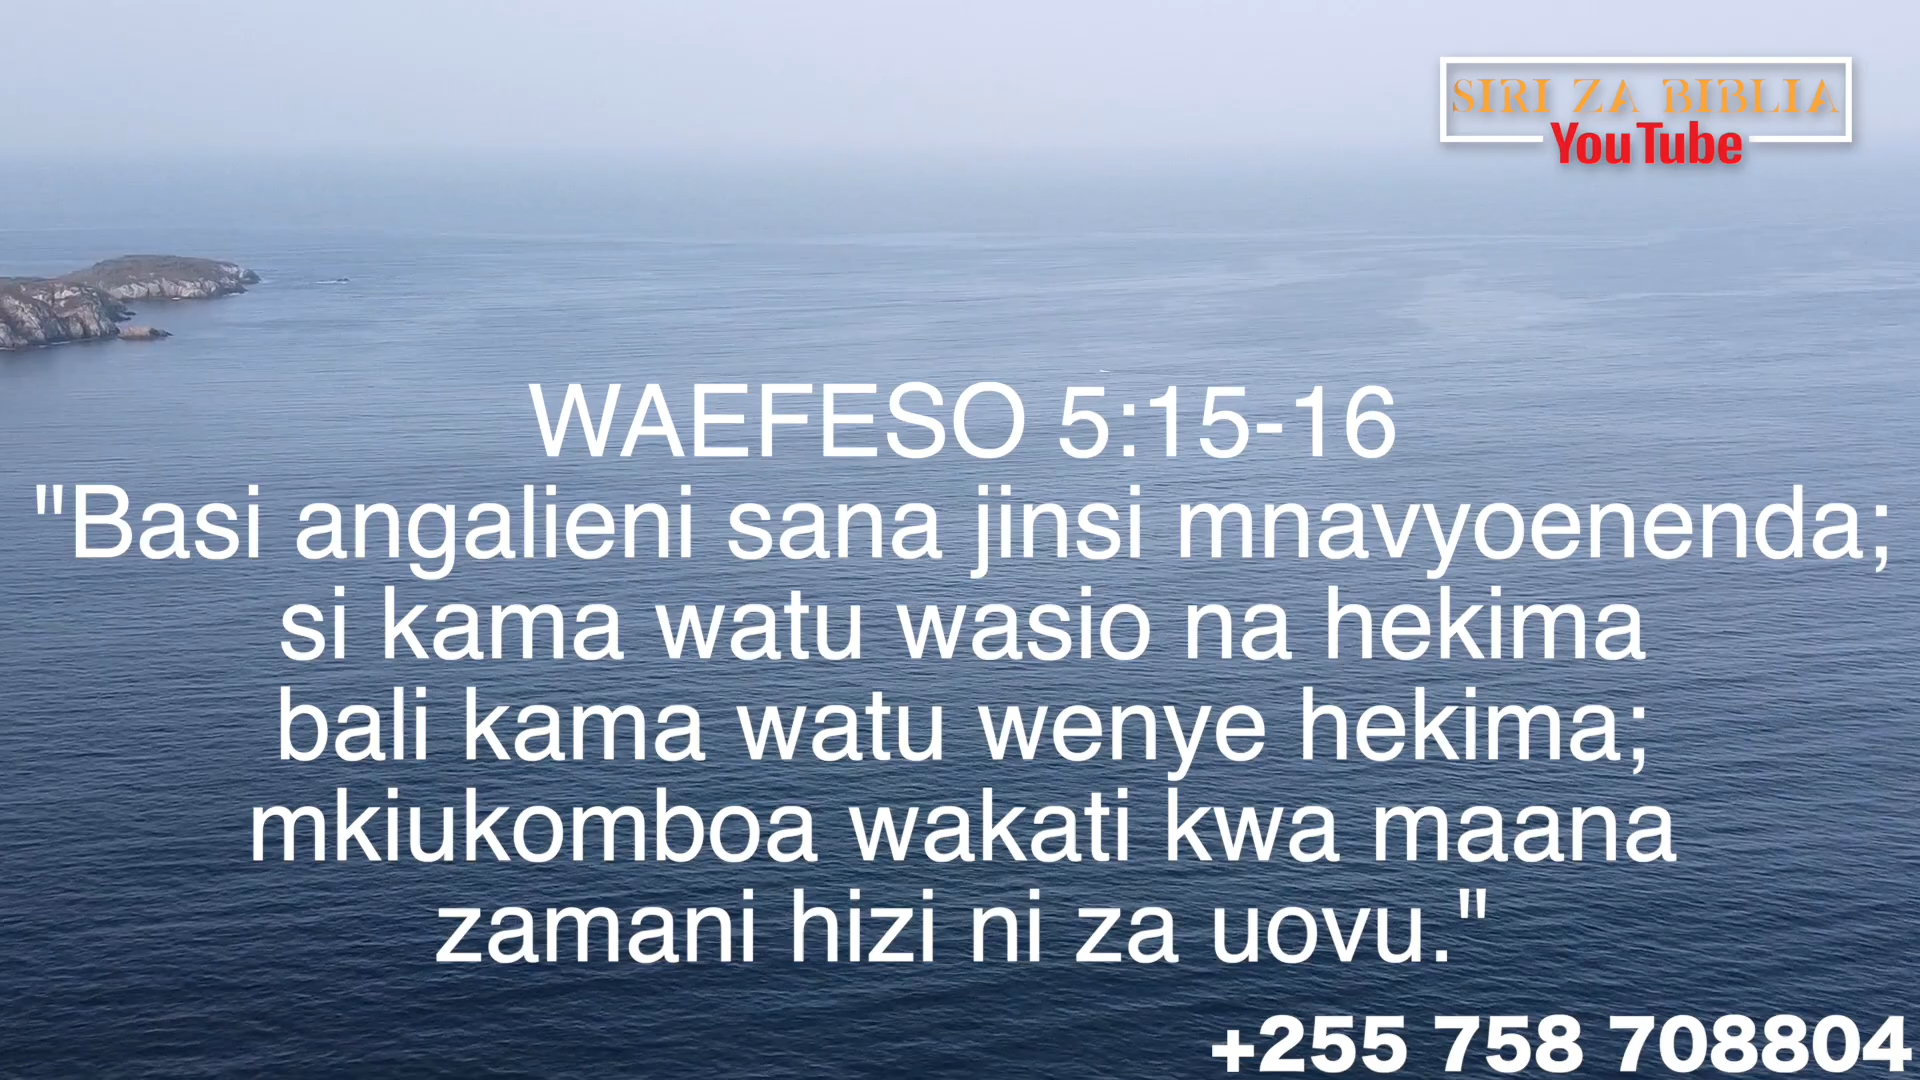 SIRI ZA BIBLIA
YouTube
WAEFESO 5:15-16
"Basi angalieni sana jinsi mnavyoenenda;
si kama watu wasio na hekima
bali kama watu wenye hekima;
mkiukomboa wakati kwa maana
zamani hizi ni za uovu."
+255 758 708804